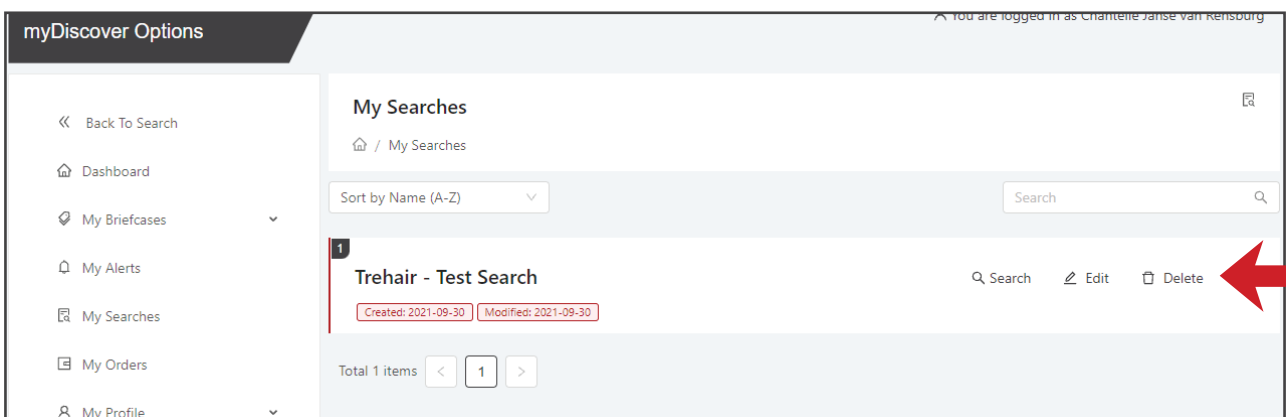 You are logged in as Chantelle Janse van Rensburg
myDiscover Options
Back To Search
Dashboard
My Briefcases
My Alerts
My Searches
My Orders
My Profile
My Searches
/ My Searches
Sort by Name (A-Z)
Search
1
Trehair - Test Search
Search Edit Delete
Created: 2021-09-30 Modified: 2021-09-30
Total 1 items < 1 >